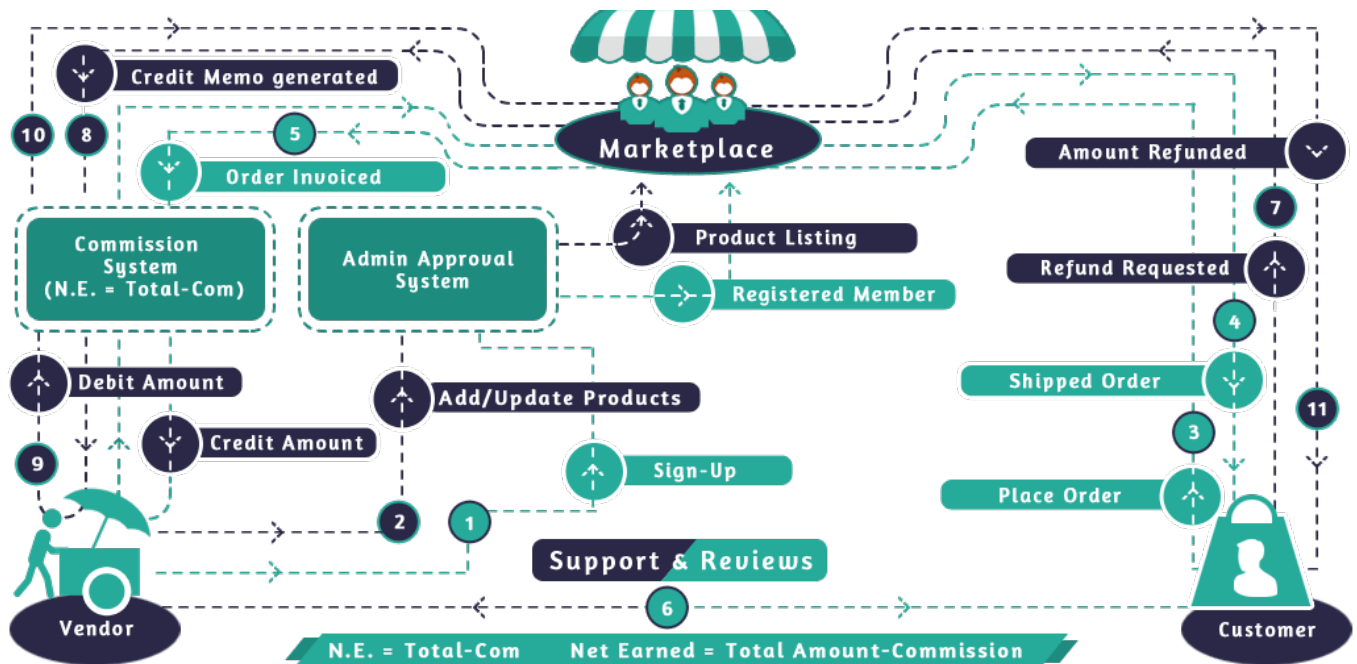 Credit Memo generated
10
8
5
Order Invoiced
Marketplace
Amount Refunded
7
Commission
System
(N.E. = Total-Com)
Admin Approval
System
Product Listing
Registered Member
Refund Requested
4
Debit Amount
Add/Update Products
Shipped Order
Credit Amount
3
11
9
Sign-Up
Place Order
2
1
Support & Reviews
6
Vendor
Customer
N.E. = Total-Com Net Earned = Total Amount-Commission